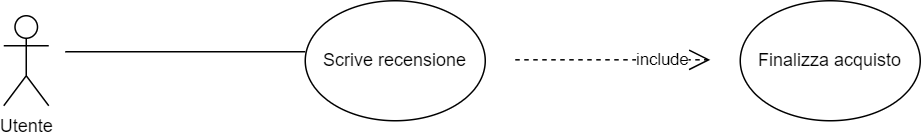 Scrive recensione
include
Finalizza acquisto
Utente